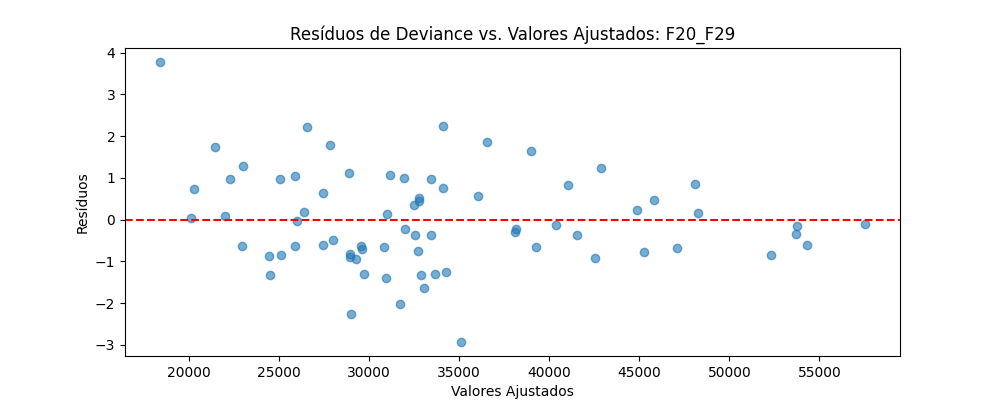 Resíduos de Deviance vs. Valores Ajustados: F20_F29
Resíduos
4
3
2
1
0
−1
−2
−3
20000 25000 30000 35000 40000 45000 50000 55000
Valores Ajustados